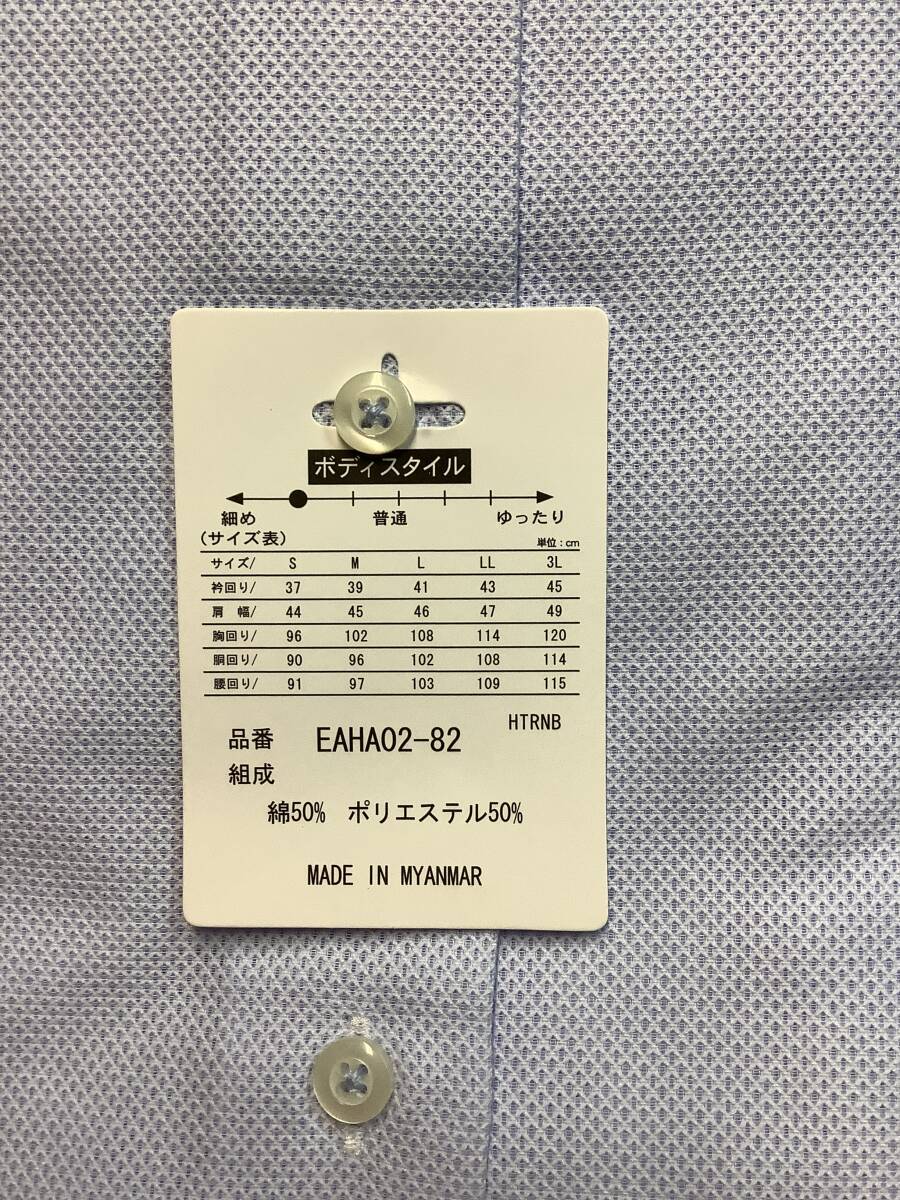 ボディスタイル
細め 普通 ゆったり
(サイズ表) 単位:cm
サイズ/ S M L LL 3L
衿回り/ 37 39 41 43 45
肩 幅/ 44 45 46 47 49
胸回り/ 96 102 108 114 120
胴回り/ 90 96 102 108 114
腰回り/ 91 97 103 109 115
HTRNB
品番 EAHA02-82
組成
綿50% ポリエステル50%
MADE IN MYANMAR